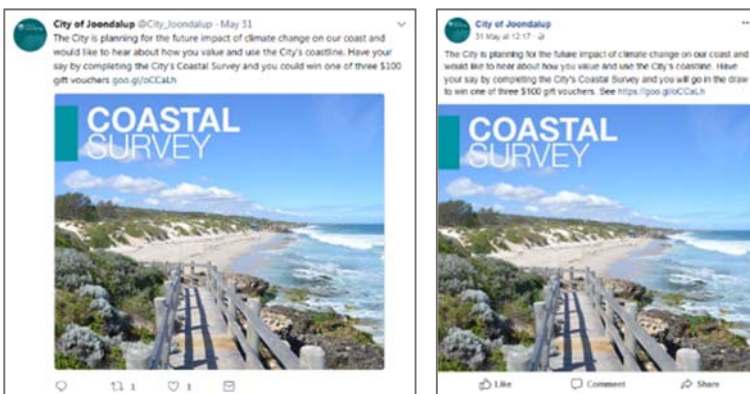 City of Joondalup @City_Joondalup · May 31
The City is planning for the future impact of climate change on our coast and
would like to hear about how you value and use the City's coastline. Have your
say by completing the City's Coastal Survey and you could win one of three $100
gift vouchers goo.gl/oCCaLh
COASTAL
SURVEY
1 1
City of Joondalup
31 May at 12:17 ·
The City is planning for the future impact of climate change on our coast and
would like to hear about how you value and use the City's coastline. Have
your say by completing the City's Coastal Survey and you will go in the draw
to win one of three $100 gift vouchers. See https://goo.gl/oCCaLh
COASTAL
SURVEY
Like Comment Share